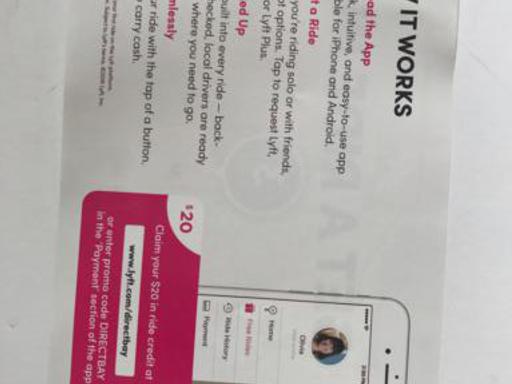 IT WORKS
ad the App
k, intuitive, and easy-to-use app
ble for iPhone and Android.
t a Ride
you're riding solo or with friends,
ot options. Tap to request Lyft,
or Lyft Plus.
ed Up
uilt into every ride — back-
hecked, local drivers are ready
where you need to go.
mlessly
ur ride with the tap of a button.
carry cash.
$20
Claim your $20 in ride credit at
www.lyft.com/directbay
or enter promo code DIRECTBAY
in the 'Payment' section of the app
Olivia
Home
Free Rides
Ride History
Payment